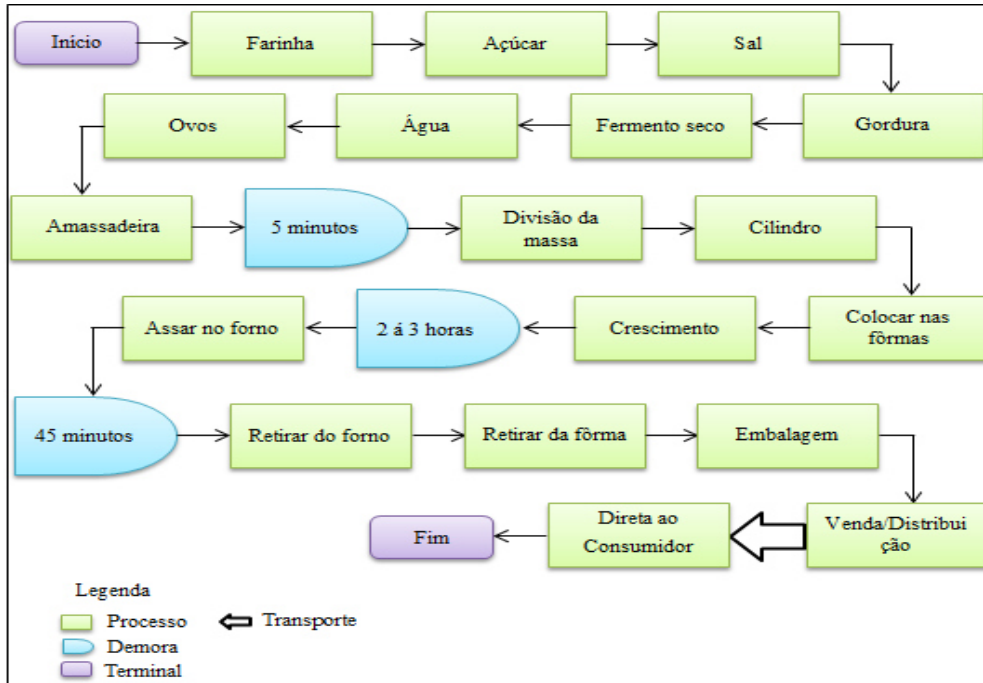 Início
Farinha
Açúcar
Sal
Gordura
Fermento seco
Água
Ovos
Amassadeira
5 minutos
Divisão da
massa
Cilindro
Colocar nas
fôrmas
Crescimento
2 á 3 horas
Assar no forno
45 minutos
Retirar do forno
Retirar da fôrma
Embalagem
Venda/Distribui
ção
Direta ao
Consumidor
Fim
Legenda
Processo
Transporte
Demora
Terminal